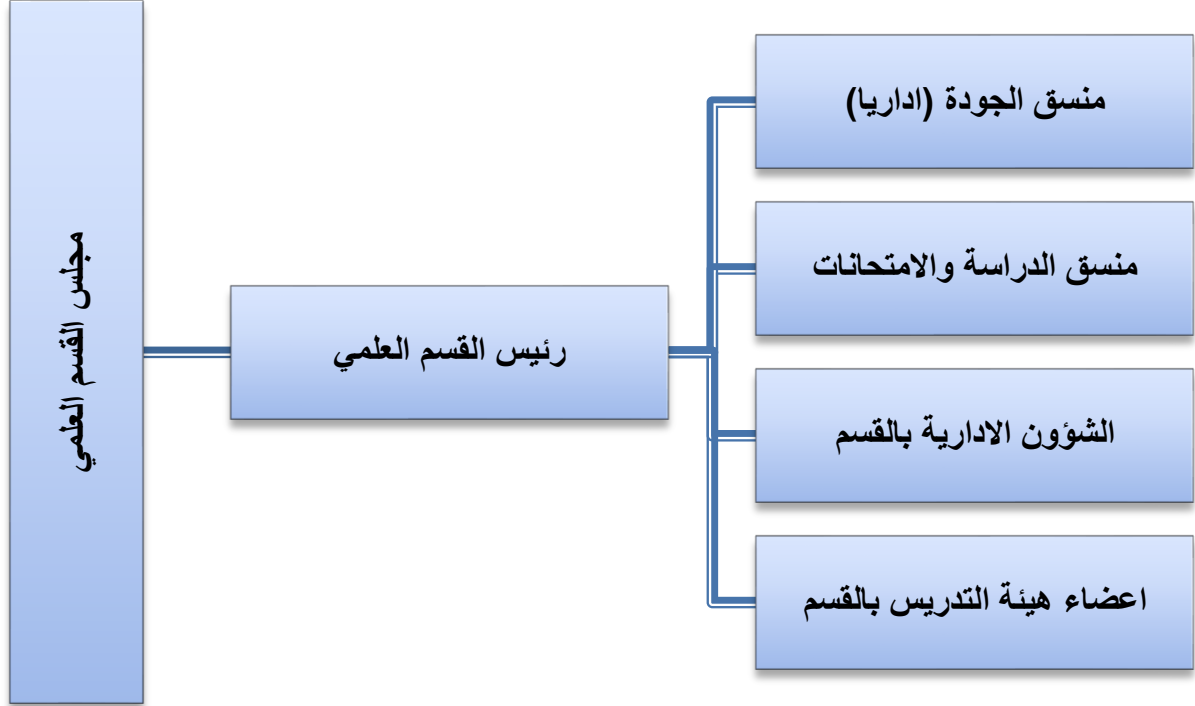 مجلس القسم العلمي
رئيس القسم العلمي
منسق الجودة (اداريا)
منسق الدراسة والامتحانات
الشؤون الادارية بالقسم
اعضاء هيئة التدريس بالقسم